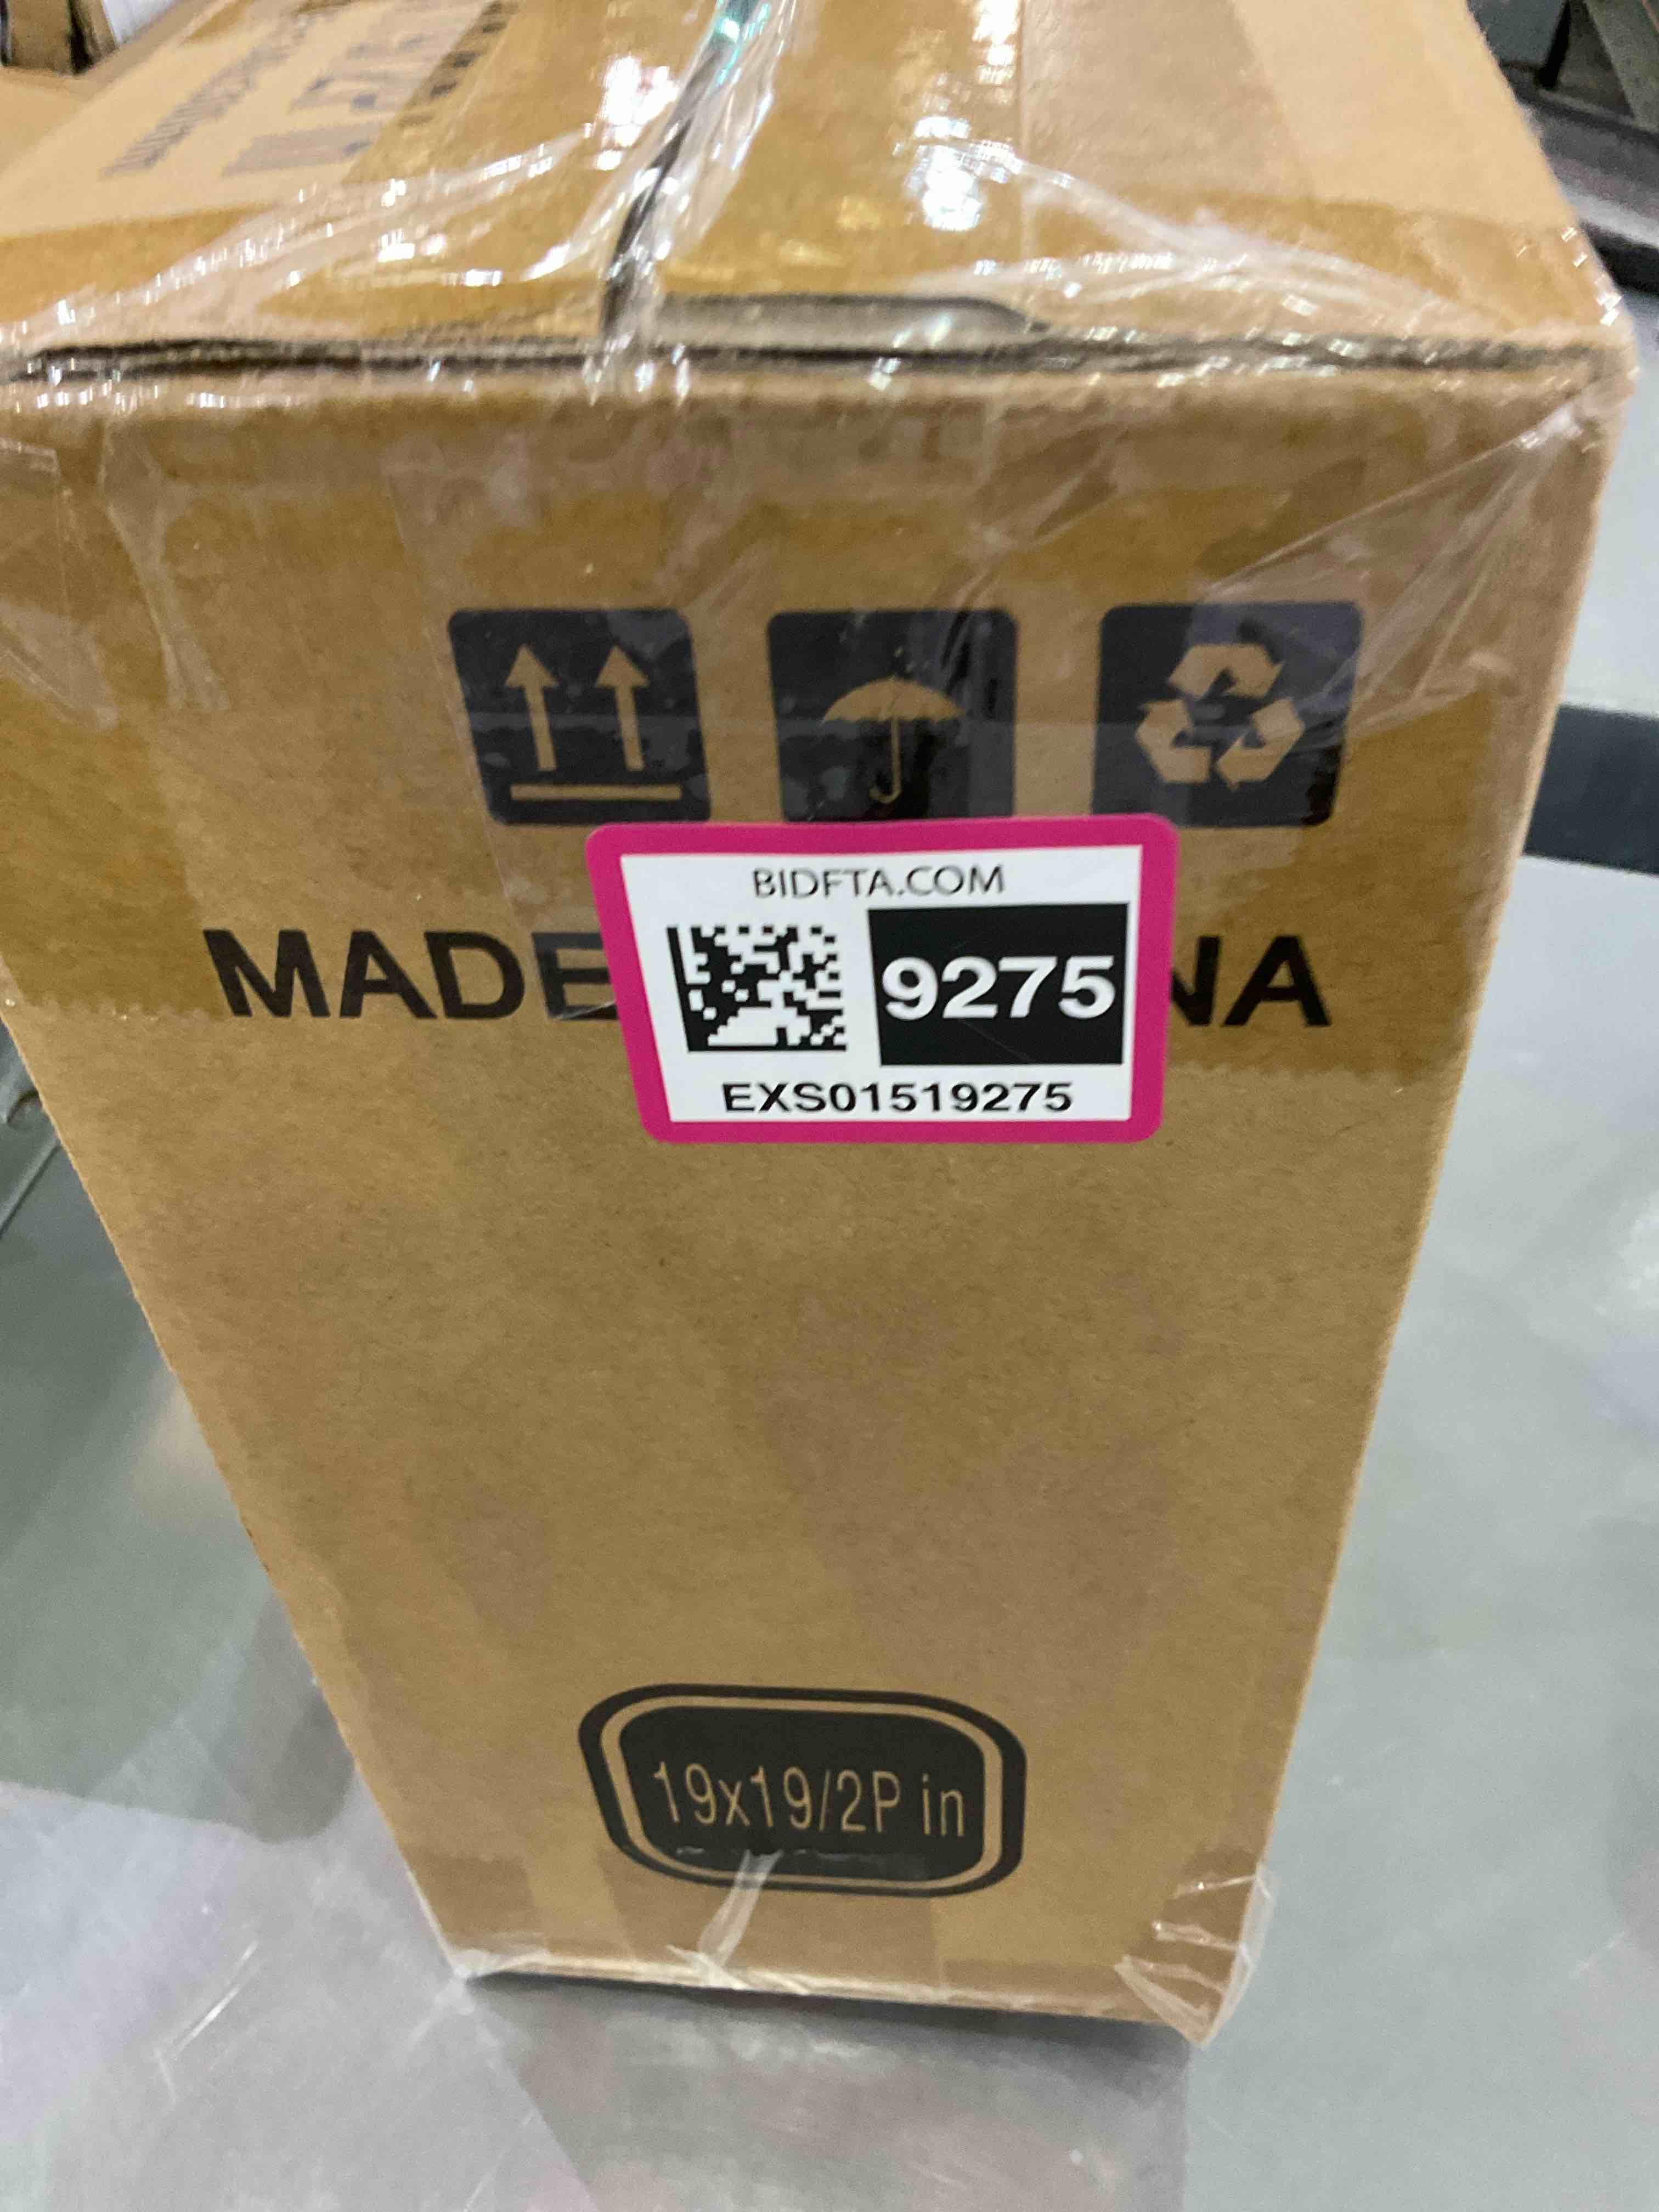 BIDFTA.COM
MADE NA
9275
EXS01519275
19x19/2P in